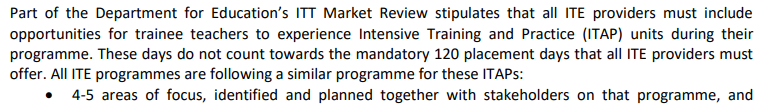 Part of the Department for Education’s ITT Market Review stipulates that all ITE providers must include
opportunities for trainee teachers to experience Intensive Training and Practice (ITAP) units during their
programme. These days do not count towards the mandatory 120 placement days that all ITE providers must
offer. All ITE programmes are following a similar programme for these ITAPs:
• 4-5 areas of focus, identified and planned together with stakeholders on that programme, and